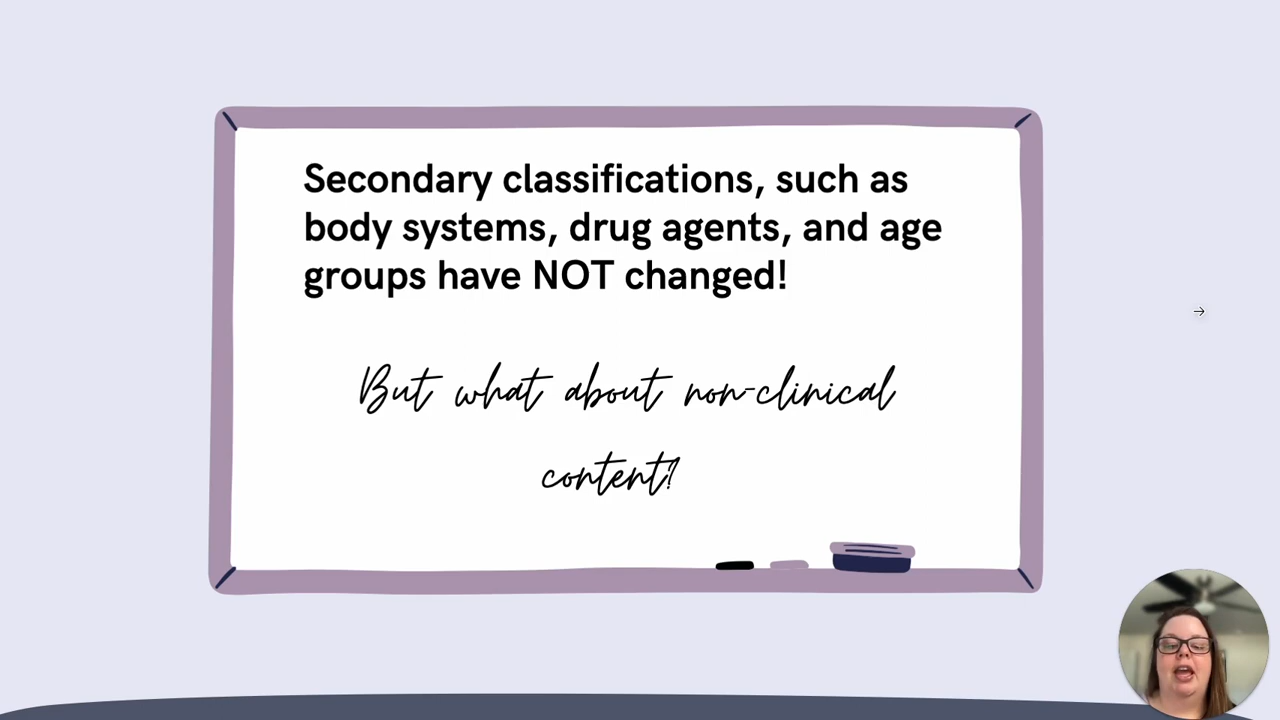 Secondary classifications, such as
body systems, drug agents, and age
groups have NOT changed!
But what about non-clinical
content?